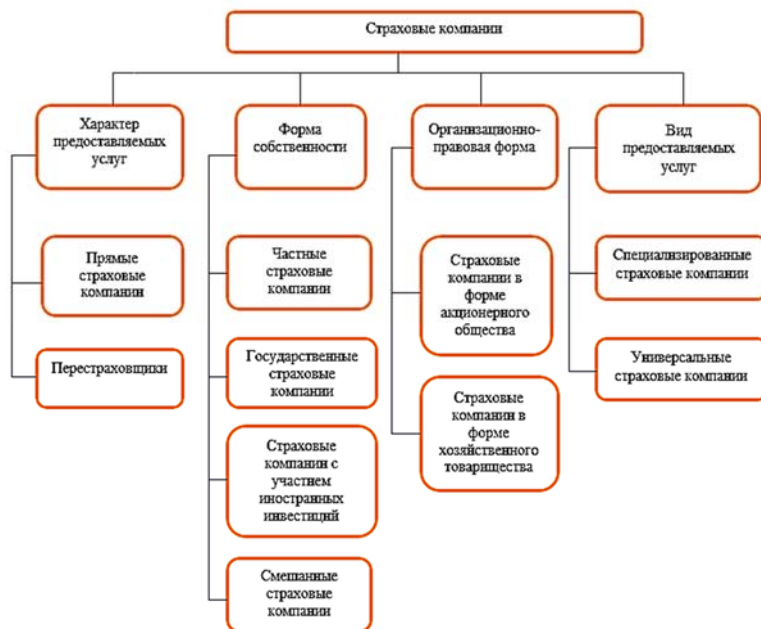 Страховые компании
Характер
предоставляемых
услуг
Форма
собственности
Организационно-
правовая форма
Вид
предоставляемых
услуг
Прямые
страховые
компании
Перестраховщики
Частные
страховые
компании
Государственные
страховые
компании
Страховые
компании с
участием
иностранных
инвестиций
Смешанные
страховые
компании
Страховые
компании в
форме
акционерного
общества
Страховые
компании в
форме
хозяйственного
товарищества
Специализированные
страховые компании
Универсальные
страховые компании